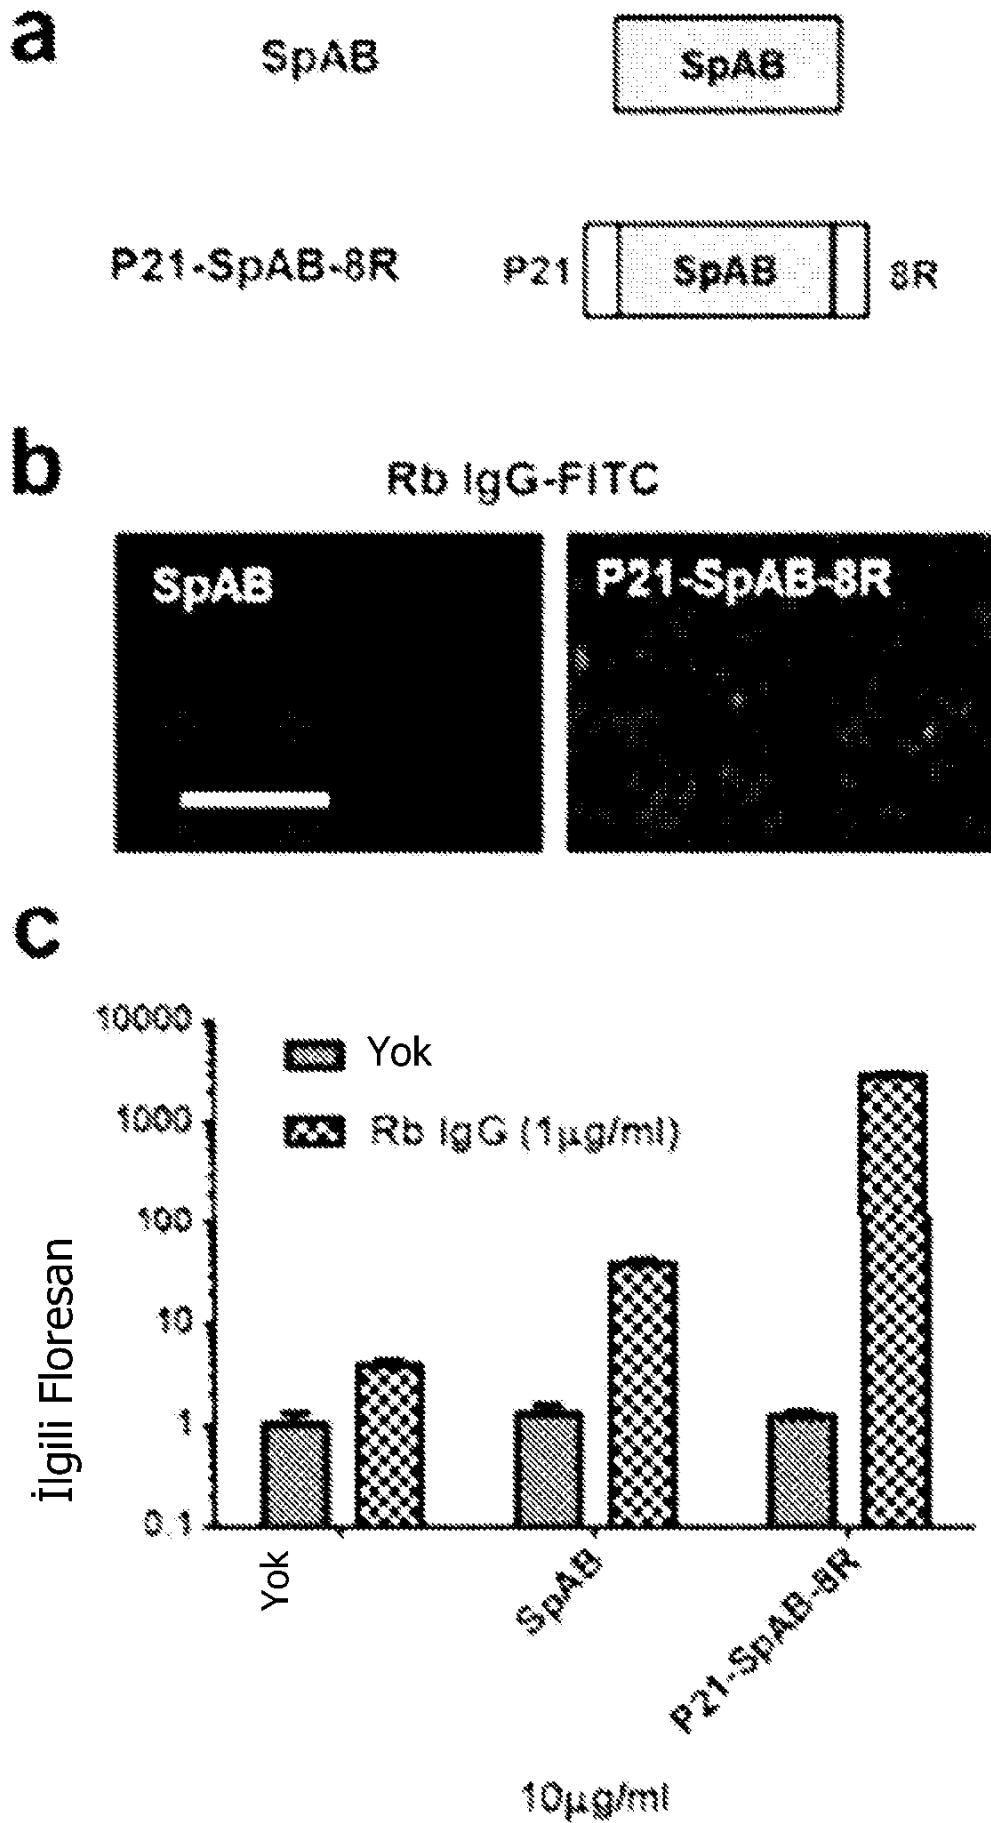 a
SpAB
SpAB
P21-SpAB-8R
P21
SpAB
8R
b
Rb IgG-FITC
SpAB
P21-SpAB-8R
c
10000
1000
100
10
1
0.1
İlgili Floresan
Yok
Rb IgG (1µg/ml)
Yok
SpAB
P21-SpAB-8R
10µg/ml